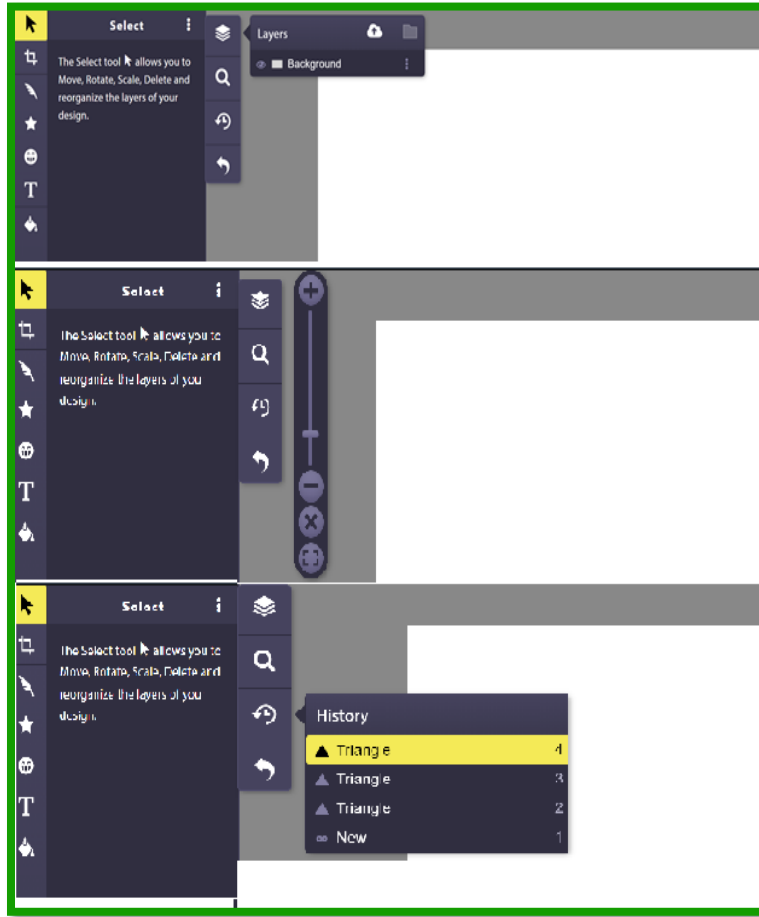 Select
Layers
The Select tool allows you to
Move, Rotate, Scale, Delete and
reorganize the layers of your
design.
Background
T
Select
The Select tool allows you to
Move, Rotate, Scale, Delete and
reorganize the layers of you
design.
T
Select
The Select tool allows you to
Move, Rotate, Scale, Delete and
reorganize the layers of you
design.
T
History
Triangle 4
Triangle 3
Triangle 2
New 1